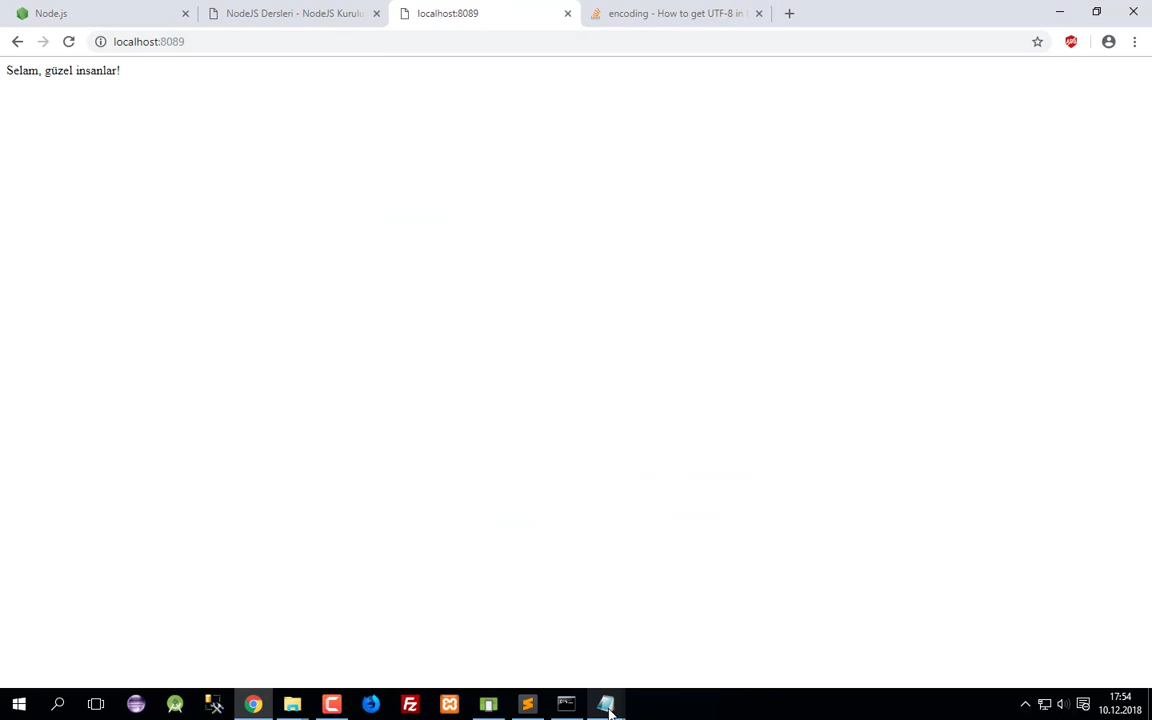 Node.js
NodeJS Dersleri - NodeJS Kurulu
localhost:8089
encoding - How to get UTF-8 in
localhost:8089
Selam, güzel insanlar!
17:54
10.12.2018